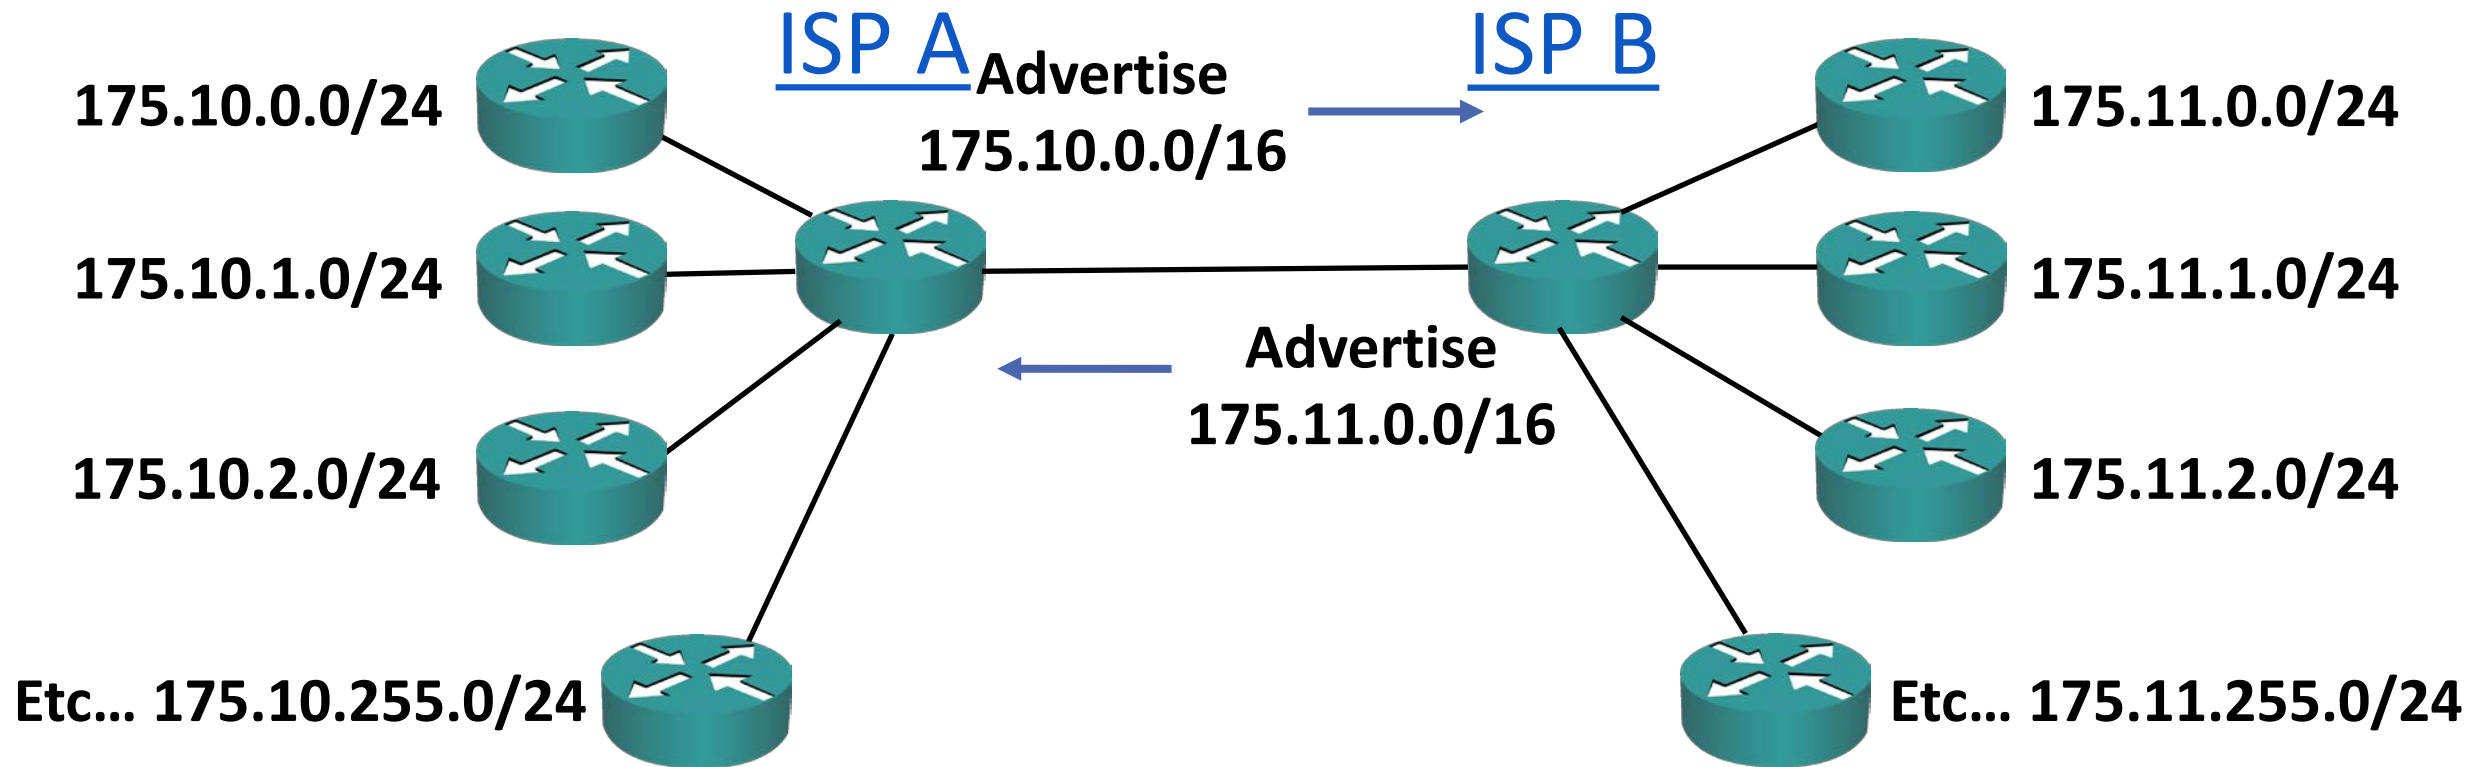 ISP A
ISP B
Advertise
175.10.0.0/16
175.10.0.0/24
175.11.0.0/24
175.10.1.0/24
175.11.1.0/24
Advertise
175.11.0.0/16
175.10.2.0/24
175.11.2.0/24
Etc... 175.10.255.0/24
Etc... 175.11.255.0/24